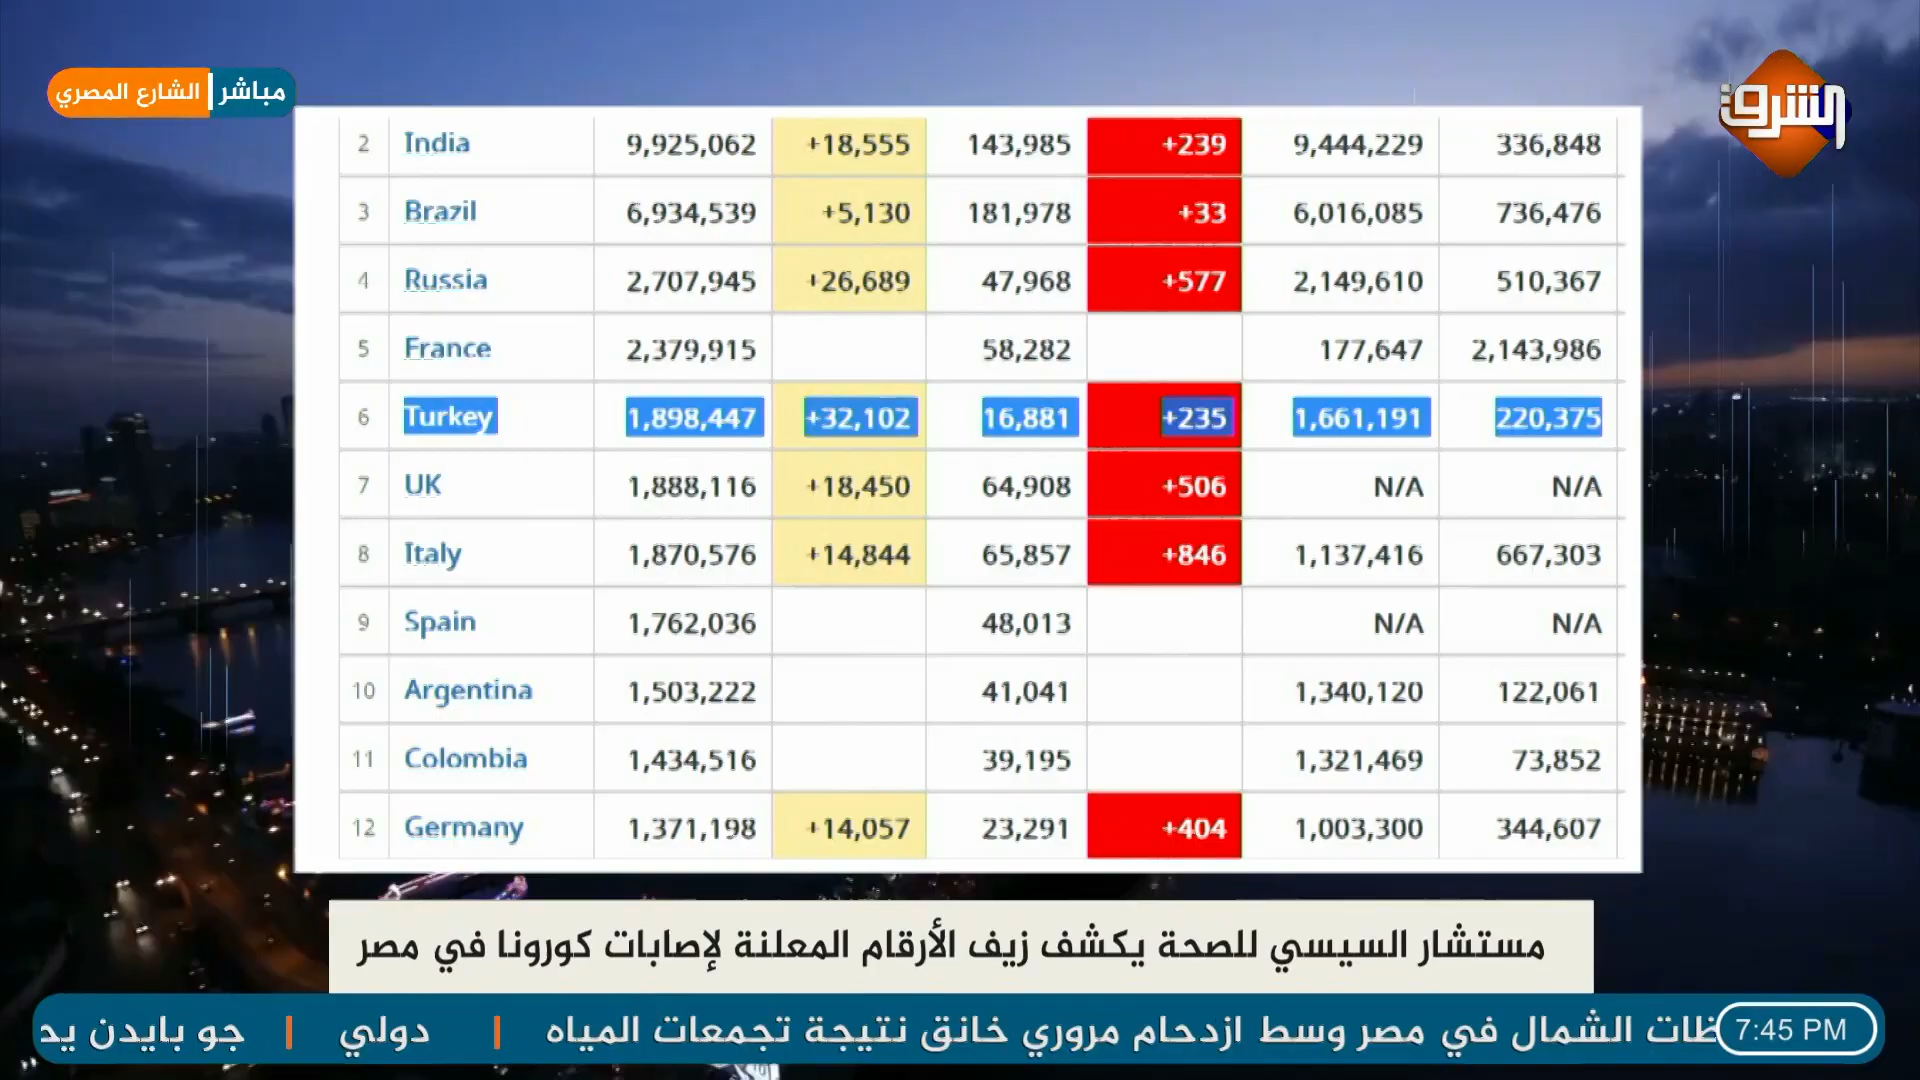 مباشر الشارع المصري
الشرق
2 India 9,925,062 +18,555 143,985 +239 9,444,229 336,848
3 Brazil 6,934,539 +5,130 181,978 +33 6,016,085 736,476
4 Russia 2,707,945 +26,689 47,968 +577 2,149,610 510,367
5 France 2,379,915 58,282 177,647 2,143,986
6 Turkey 1,898,447 +32,102 16,881 +235 1,661,191 220,375
7 UK 1,888,116 +18,450 64,908 +506 N/A N/A
8 Italy 1,870,576 +14,844 65,857 +846 1,137,416 667,303
9 Spain 1,762,036 48,013 N/A N/A
10 Argentina 1,503,222 41,041 1,340,120 122,061
11 Colombia 1,434,516 39,195 1,321,469 73,852
12 Germany 1,371,198 +14,057 23,291 +404 1,003,300 344,607
مستشار السيسي للصحة يكشف زيف الأرقام المعلنة لإصابات كورونا في مصر
7:45 PM ظات الشمال في مصر وسط ازدحام مروري خانق نتيجة تجمعات المياه | دولي | جو بايدن يد